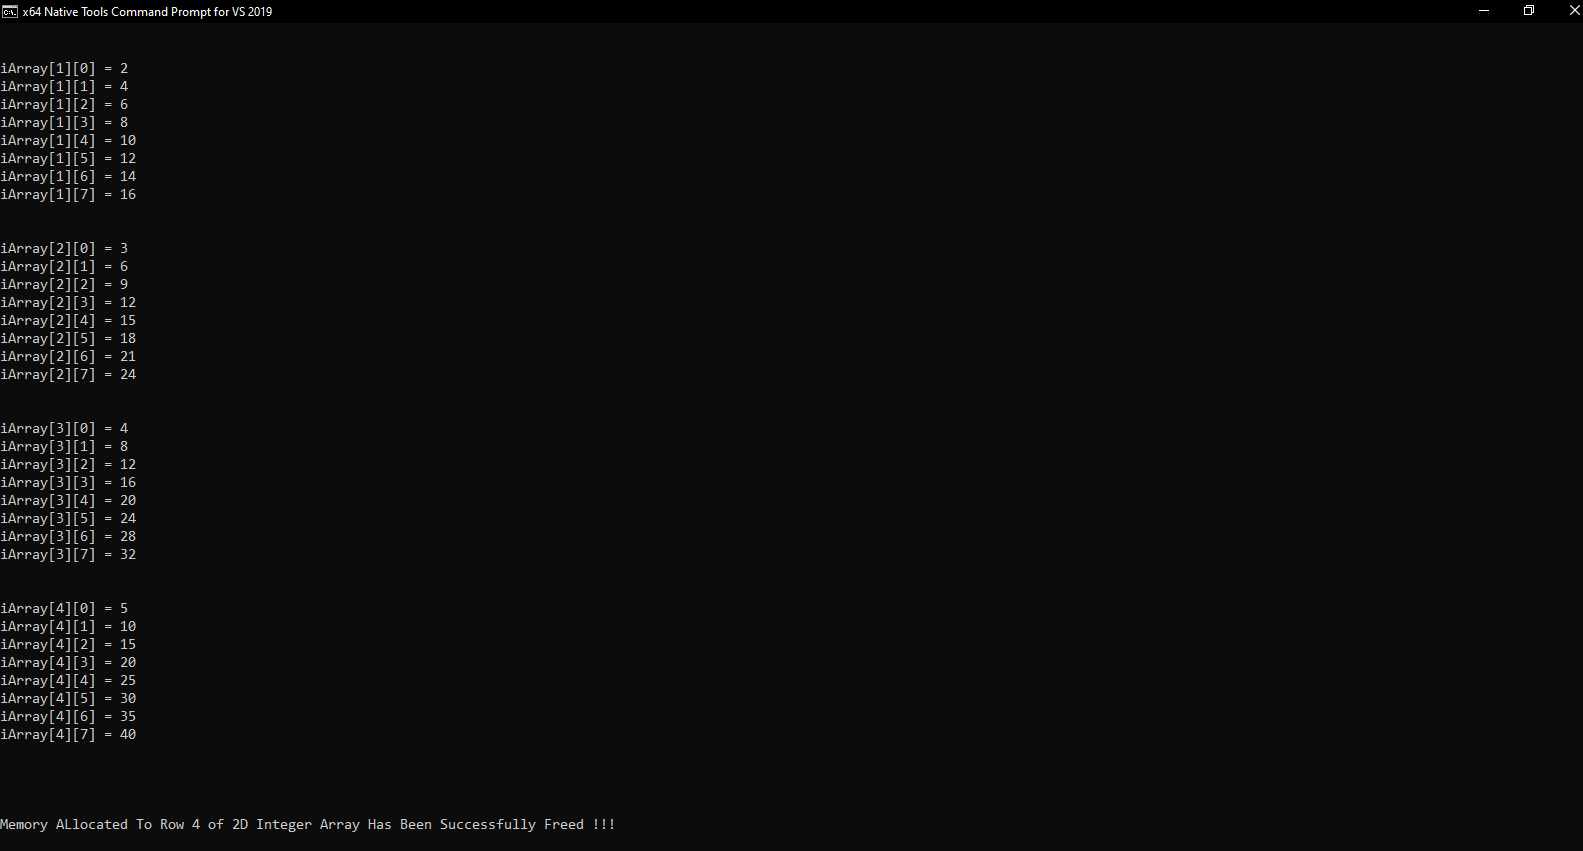 x64 Native Tools Command Prompt for VS 2019
iArray[1][0] = 2
iArray[1][1] = 4
iArray[1][2] = 6
iArray[1][3] = 8
iArray[1][4] = 10
iArray[1][5] = 12
iArray[1][6] = 14
iArray[1][7] = 16
iArray[2][0] = 3
iArray[2][1] = 6
iArray[2][2] = 9
iArray[2][3] = 12
iArray[2][4] = 15
iArray[2][5] = 18
iArray[2][6] = 21
iArray[2][7] = 24
iArray[3][0] = 4
iArray[3][1] = 8
iArray[3][2] = 12
iArray[3][3] = 16
iArray[3][4] = 20
iArray[3][5] = 24
iArray[3][6] = 28
iArray[3][7] = 32
iArray[4][0] = 5
iArray[4][1] = 10
iArray[4][2] = 15
iArray[4][3] = 20
iArray[4][4] = 25
iArray[4][5] = 30
iArray[4][6] = 35
iArray[4][7] = 40
Memory ALlocated To Row 4 of 2D Integer Array Has Been Successfully Freed !!!